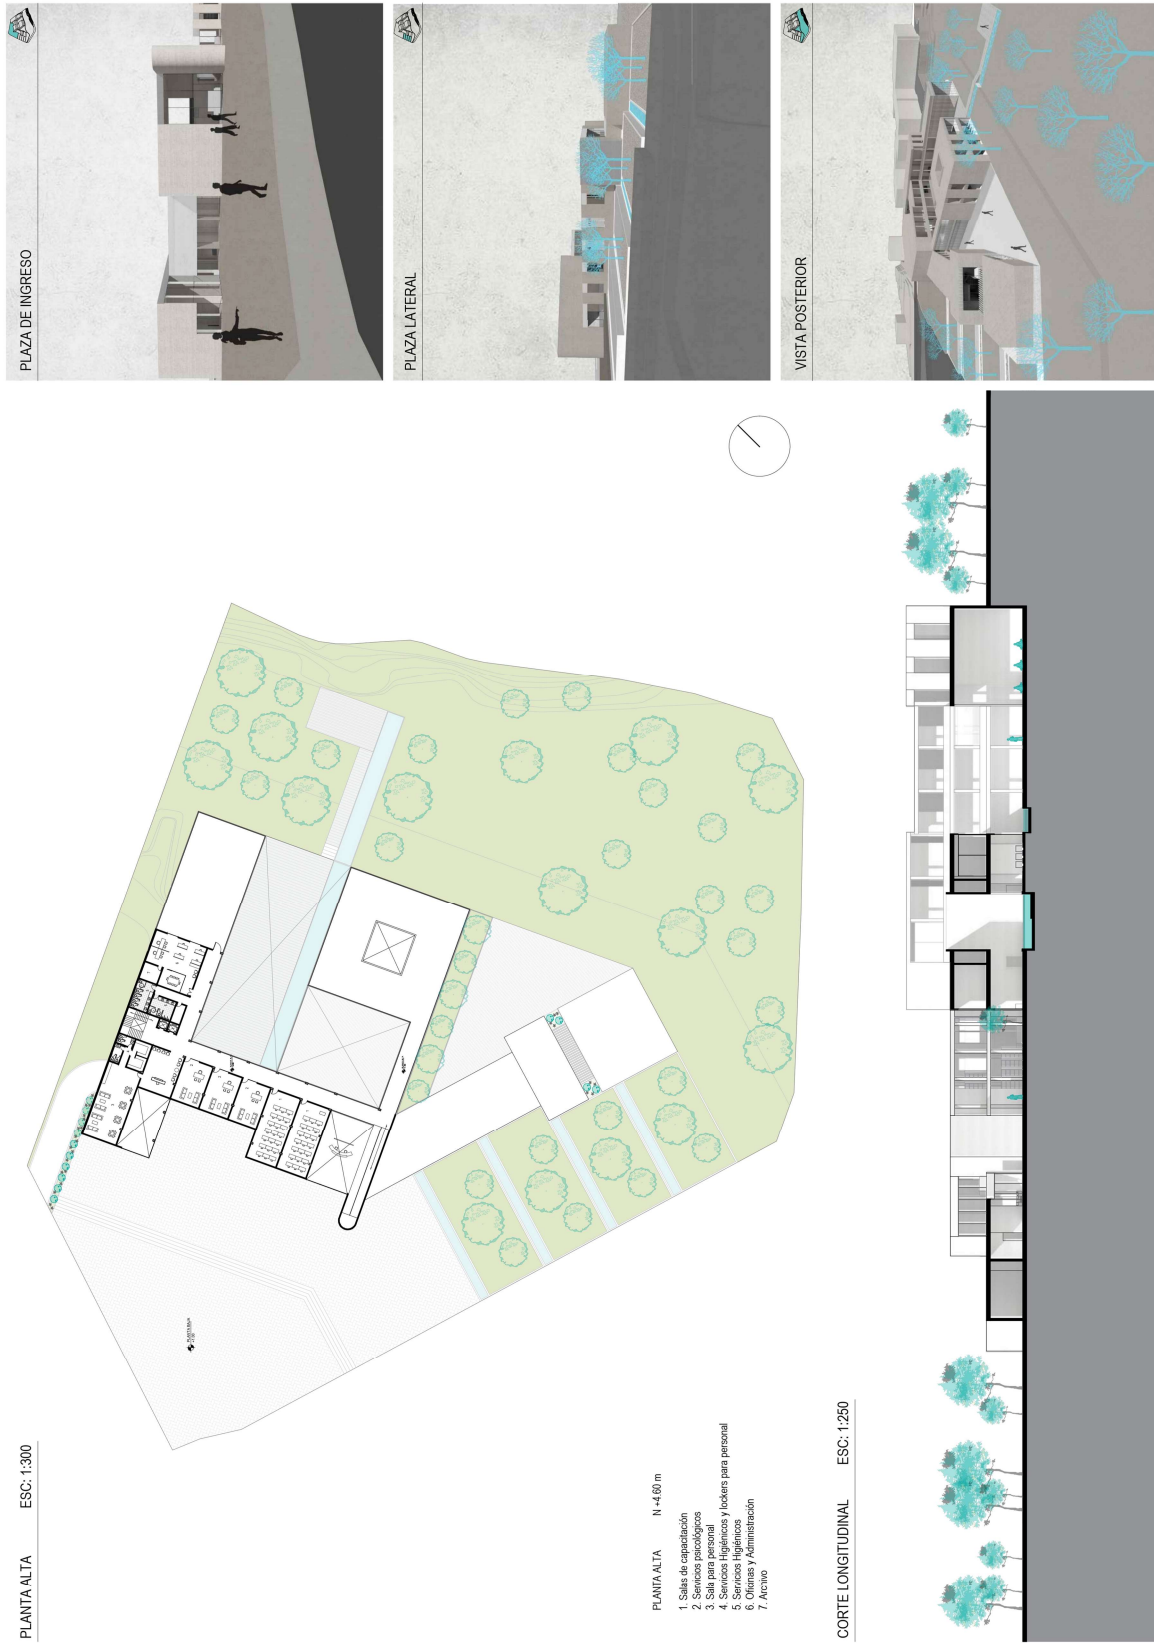 PLANTA ALTA ESC: 1:300
PLANTA ALTA N +4.60 m
1. Salas de capacitación
2. Servicios psicológicos
3. Sala para personal
4. Servicios Higiénicos y lockers para personal
5. Servicios Higiénicos
6. Oficinas y Administración
7. Archivo
CORTE LONGITUDINAL ESC: 1:250
PLAZA DE INGRESO
PLAZA LATERAL
VISTA POSTERIOR